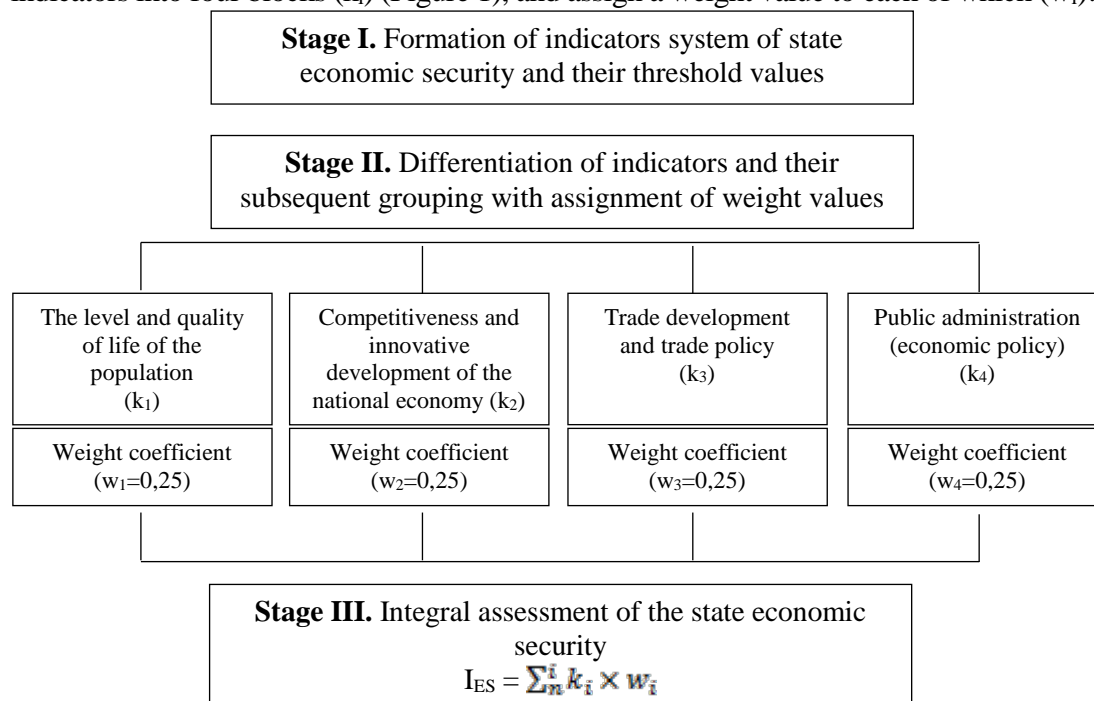 indicators into four blocks (kᵢ) (Figure 1), and assign a weight value to each of which (wᵢ).
Stage I. Formation of indicators system of state
economic security and their threshold values
Stage II. Differentiation of indicators and their
subsequent grouping with assignment of weight values
The level and quality
of life of the
population
(k₁)
Competitiveness and
innovative
development of the
national economy (k₂)
Trade development
and trade policy
(k₃)
Public administration
(economic policy)
(k₄)
Weight coefficient
(w₁=0,25)
Weight coefficient
(w₂=0,25)
Weight coefficient
(w₃=0,25)
Weight coefficient
(w₄=0,25)
Stage III. Integral assessment of the state economic
security
I_ES = ∑ⁱₙ kᵢ × wᵢ